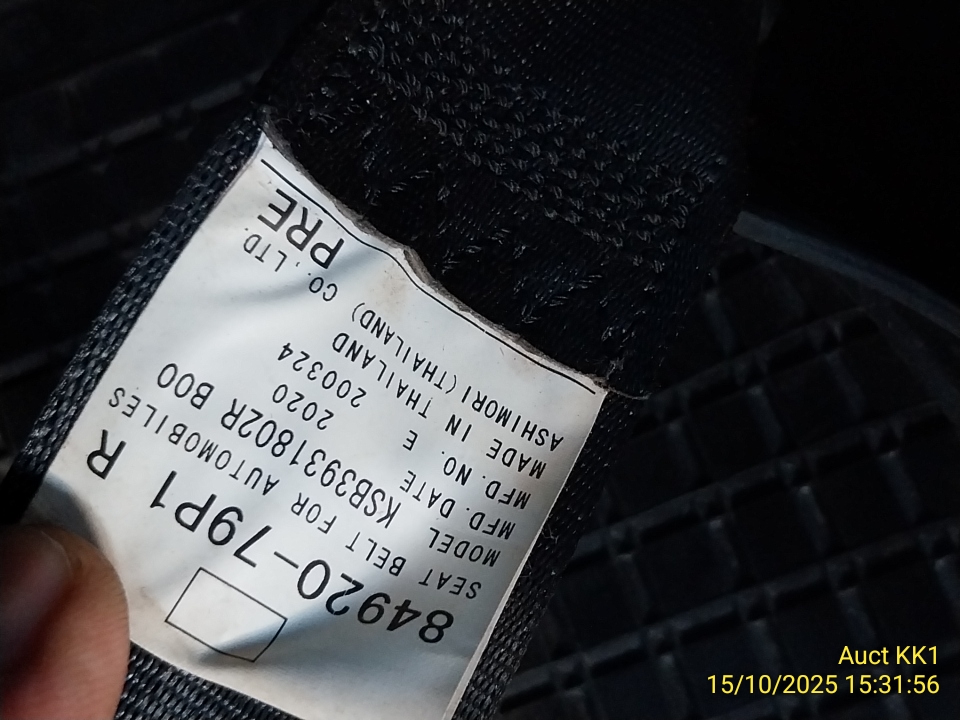 84920-79P1 R
SEAT BELT FOR AUTOMOBILES
MODEL KSB3931802R B00
MFD. DATE 2020
MFD. NO. E 200324
MADE IN THAILAND
ASHIMORI (THAILAND) CO., LTD.
PRE
Auct KK1
15/10/2025 15:31:56